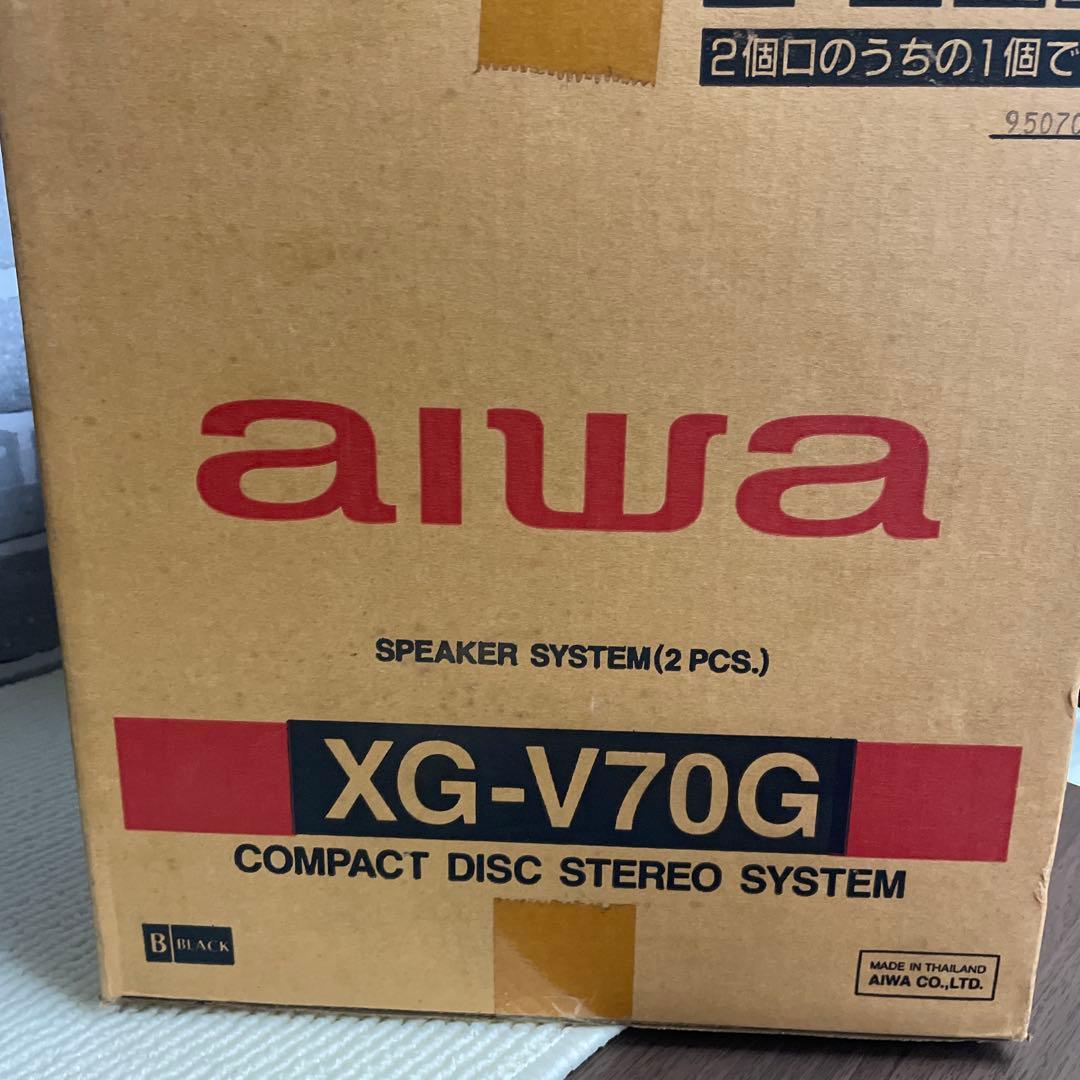 2個口のうちの1個で
95070
aiwa
SPEAKER SYSTEM(2 PCS.)
XG-V70G
COMPACT DISC STEREO SYSTEM
B BLACK
MADE IN THAILAND
AIWA CO.,LTD.